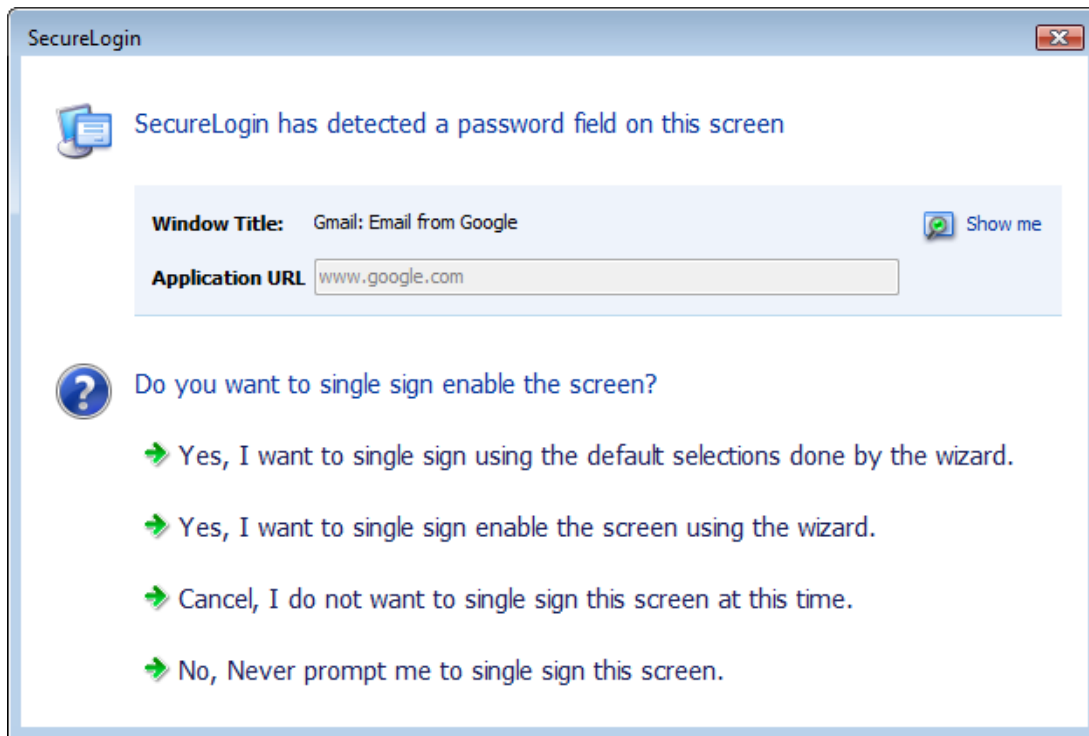 SecureLogin
SecureLogin has detected a password field on this screen
Window Title: Gmail: Email from Google Show me
Application URL www.google.com
Do you want to single sign enable the screen?
Yes, I want to single sign using the default selections done by the wizard.
Yes, I want to single sign enable the screen using the wizard.
Cancel, I do not want to single sign this screen at this time.
No, Never prompt me to single sign this screen.